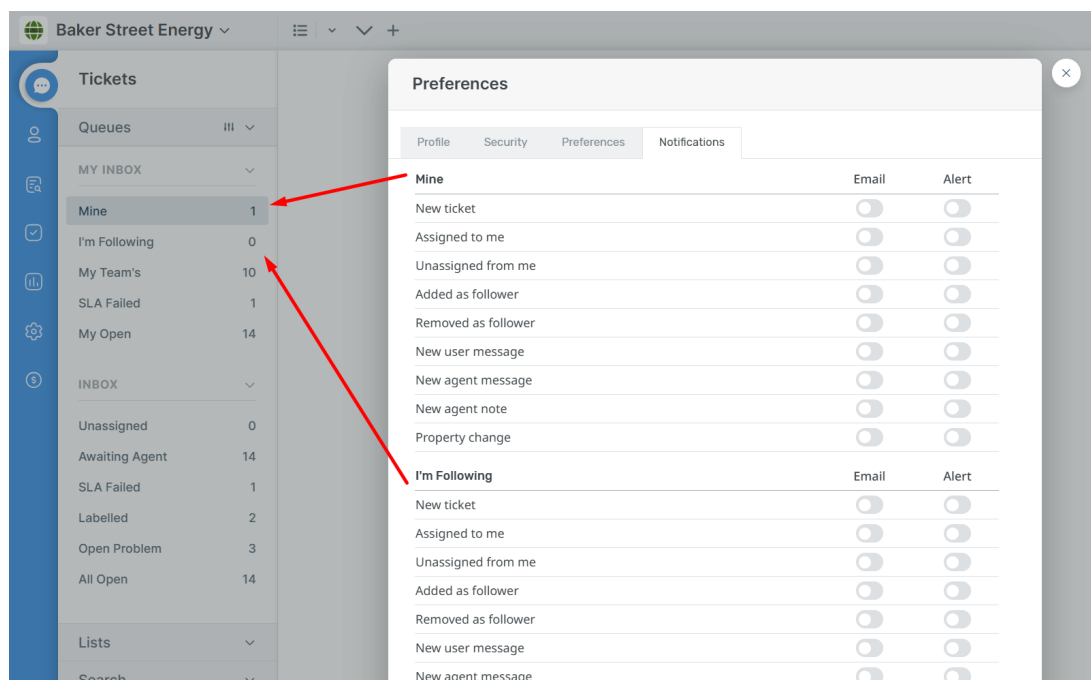 Baker Street Energy
Tickets
Queues
MY INBOX
Mine 1
I'm Following 0
My Team's 10
SLA Failed 1
My Open 14
INBOX
Unassigned 0
Awaiting Agent 14
SLA Failed 1
Labelled 2
Open Problem 3
All Open 14
Lists
Search
Preferences
Profile Security Preferences Notifications
Mine Email Alert
New ticket
Assigned to me
Unassigned from me
Added as follower
Removed as follower
New user message
New agent message
New agent note
Property change
I'm Following Email Alert
New ticket
Assigned to me
Unassigned from me
Added as follower
Removed as follower
New user message
New agent message